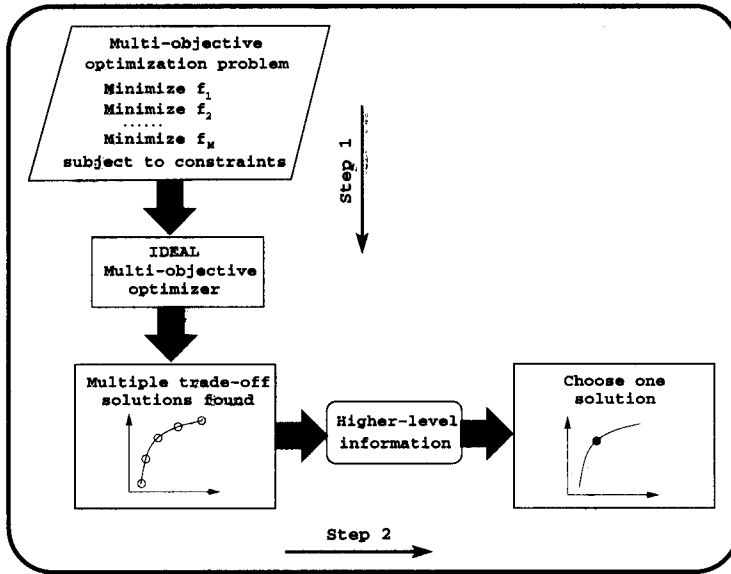 Multi-objective
optimization problem
Minimize f₁
Minimize f₂
......
Minimize f_M
subject to constraints
Step 1
IDEAL
Multi-objective
optimizer
Multiple trade-off
solutions found
Higher-level
information
Choose one
solution
Step 2